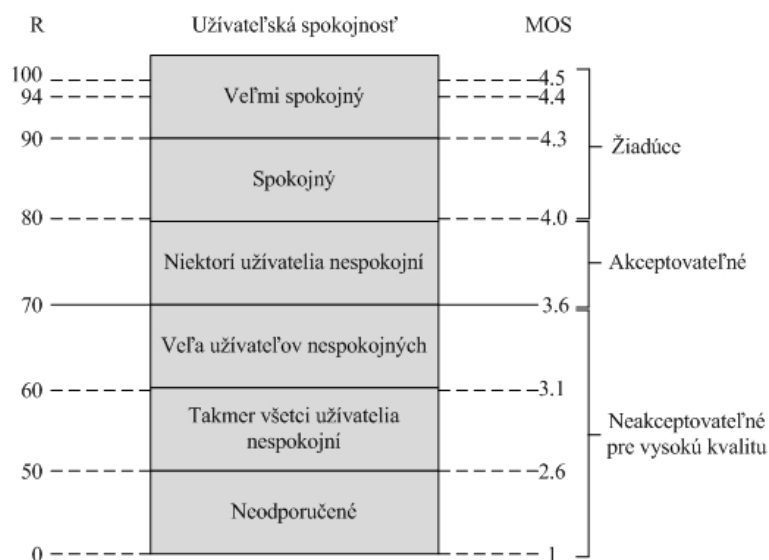 R Užívateľská spokojnosť MOS
100 4.5
94 Veľmi spokojný 4.4
90 4.3
Žiadúce
Spokojný
80 4.0
Niektorí užívatelia nespokojní Akceptovateľné
70 3.6
Veľa užívateľov nespokojných
60 3.1
Takmer všetci užívatelia
nespokojní
Neakceptovateľné
pre vysokú kvalitu
50 2.6
Neodporučené
0 1